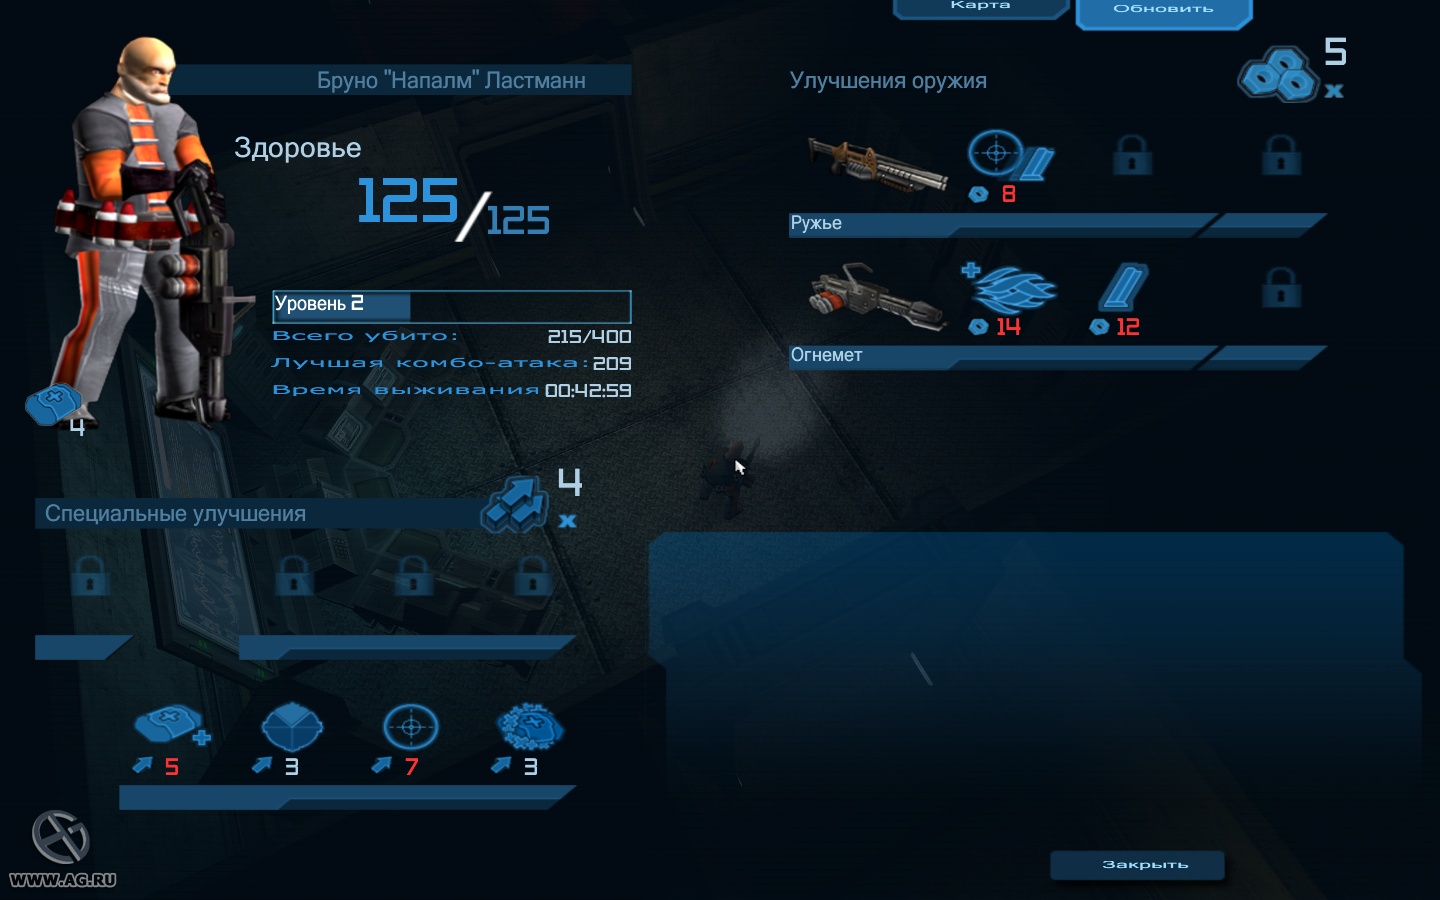 Карта
Обновить
Бруно "Напалм" Ластманн
Улучшения оружия
5
x
Здоровье
125/125
8
Ружье
Уровень 2
Всего убито: 215/400
Лучшая комбо-атака: 209
Время выживания 00:42:59
14
12
Огнемет
4
Специальные улучшения
4
x
5
3
7
3
Закрыть
WWW.AG.RU